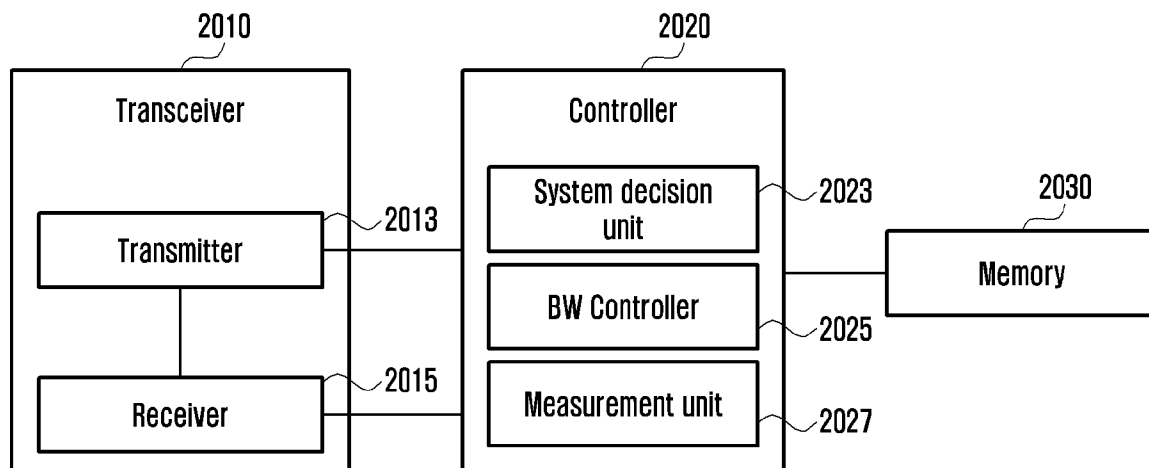 2010
2020
Transceiver
Controller
System decision
unit
2023
2030
Transmitter
2013
Memory
BW Controller
2025
Receiver
2015
Measurement unit
2027